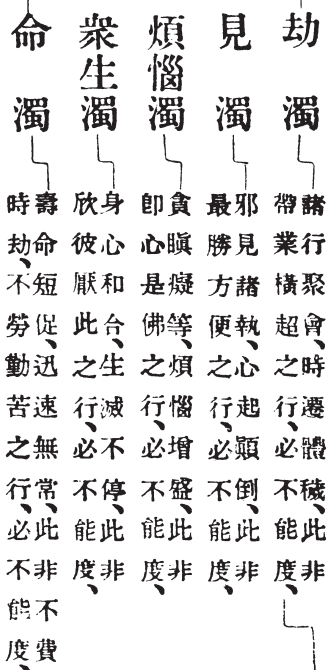 劫濁
諸行聚會、時遷體穢、此非
帶業橫超之行、必不能度、
見濁
邪見諸執、心起顛倒、此非
最勝方便之行、必不能度、
煩惱濁
貪瞋癡等、煩惱增盛、此非
卽心是佛之行、必不能度、
衆生濁
身心和合、生滅不停、此非
欣彼厭此之行、必不能度、
命濁
壽命短促、迅速無常、此非不費
時劫、不勞勤苦之行、必不能度、